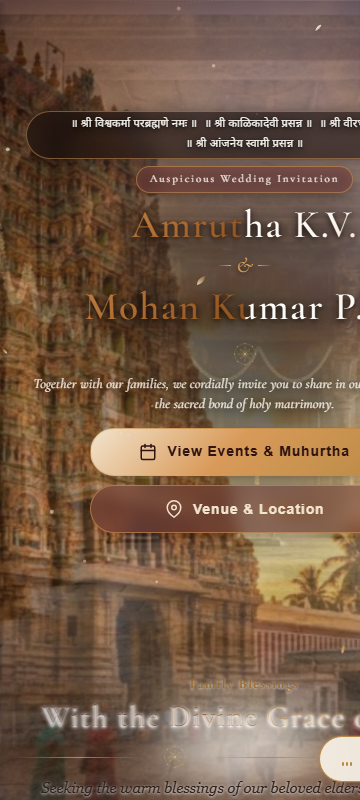 ॥ श्री विश्वकर्मा परब्रह्मणे नमः ॥ ॥ श्री काळिकादेवी प्रसन्न ॥ ॥ श्री
॥ श्री आंजनेय स्वामी प्रसन्न ॥
Auspicious Wedding Invitation
Amrutha K.V.
&
Mohan Kumar P.
Together with our families, we cordially invite you to share in
the sacred bond of holy matrimony.
View Events & Muhurtha
Venue & Location
Family Blessings
With the Divine Grace
Seeking the warm blessings of our beloved elders